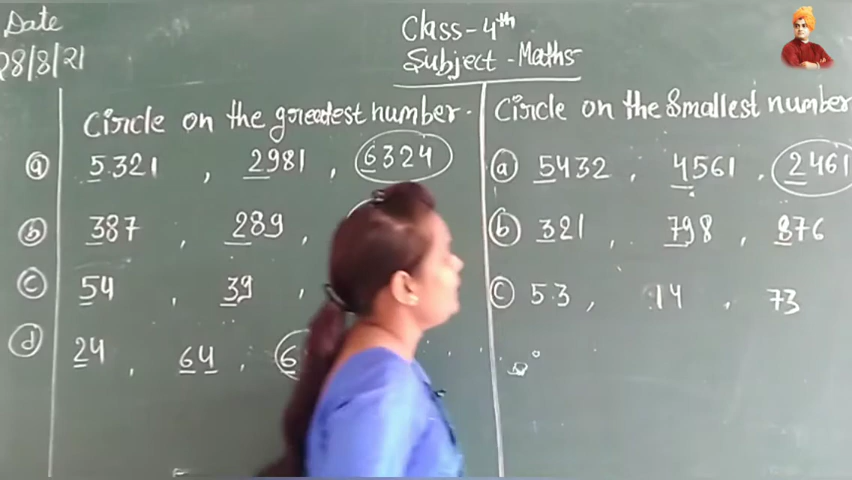 Date
28/8/21
Class-4th
Subject-Maths
Circle on the greatest number.
(a) 5321, 2981, 6324
(b) 387, 289,
(c) 54, 39,
(d) 24, 64,
Circle on the Smallest number
(a) 5432, 4561, 2461
(b) 321, 798, 876
(c) 53, 14, 73